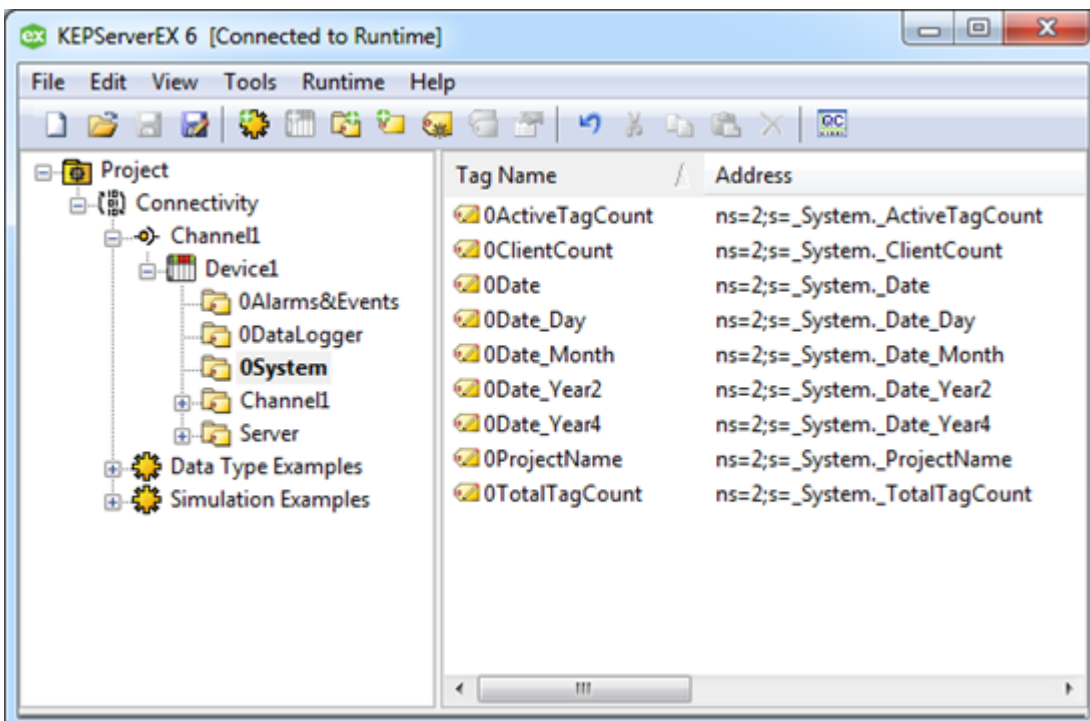 KEPServerEX 6 [Connected to Runtime]
File Edit View Tools Runtime Help
QC
Project
Connectivity
Channel1
Device1
0Alarms&Events
0DataLogger
0System
Channel1
Server
Data Type Examples
Simulation Examples
Tag Name Address
0ActiveTagCount ns=2;s=_System._ActiveTagCount
0ClientCount ns=2;s=_System._ClientCount
0Date ns=2;s=_System._Date
0Date_Day ns=2;s=_System._Date_Day
0Date_Month ns=2;s=_System._Date_Month
0Date_Year2 ns=2;s=_System._Date_Year2
0Date_Year4 ns=2;s=_System._Date_Year4
0ProjectName ns=2;s=_System._ProjectName
0TotalTagCount ns=2;s=_System._TotalTagCount